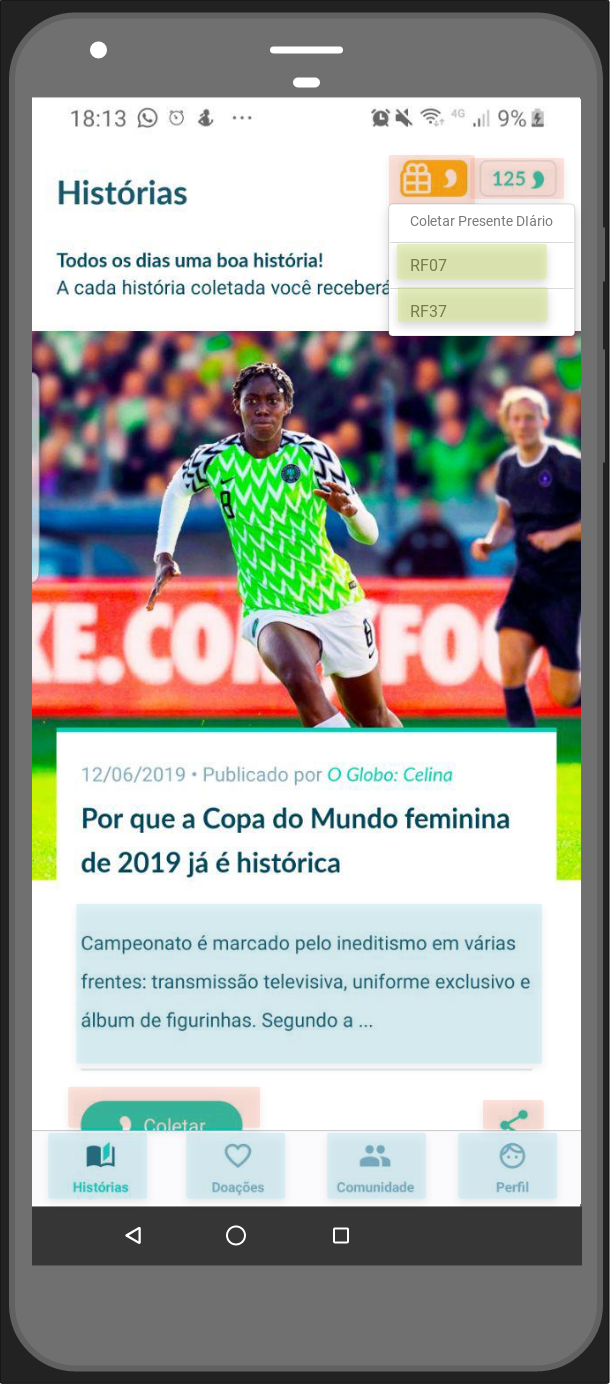 18:13
4G
9%
Histórias
125
Coletar Presente DIário
Todos os dias uma boa história!
RF07
A cada história coletada você receberá
RF37
8
KE.CO
FOO
6
12/06/2019 • Publicado por O Globo: Celina
Por que a Copa do Mundo feminina
de 2019 já é histórica
Campeonato é marcado pelo ineditismo em várias
frentes: transmissão televisiva, uniforme exclusivo e
álbum de figurinhas. Segundo a ...
Coletar
Histórias
Doações
Comunidade
Perfil